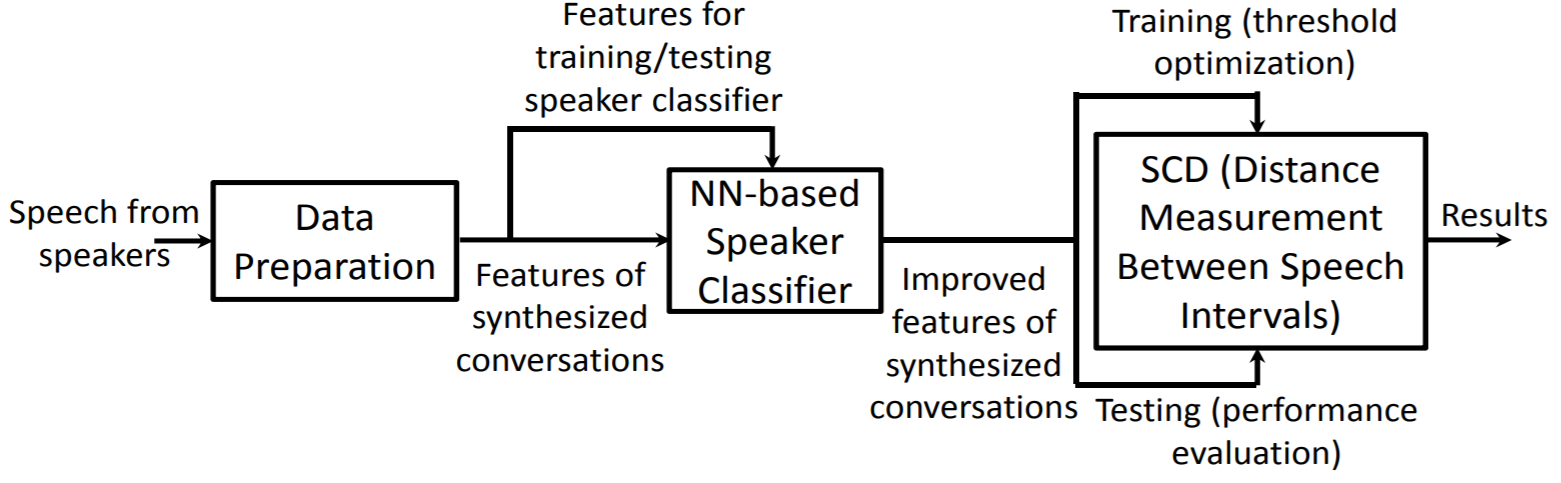 Features for
training/testing
speaker classifier
Training (threshold
optimization)
Speech from
speakers
Data
Preparation
Features of
synthesized
conversations
NN-based
Speaker
Classifier
Improved
features of
synthesized
conversations
SCD (Distance
Measurement
Between Speech
Intervals)
Results
Testing (performance
evaluation)